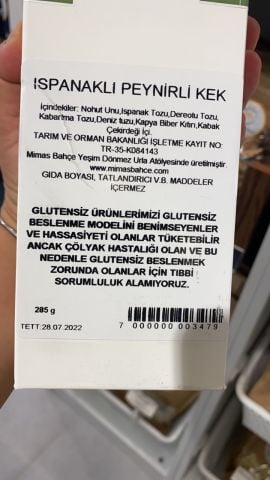 ISPANAKLI PEYNİRLİ KEK
İçindekiler: Nohut Unu,Ispanak Tozu,Dereotu Tozu,
Kabartma Tozu,Deniz tuzu,Kapya Biber Kıtırı,Kabak
Çekirdeği İçi.
TARIM VE ORMAN BAKANLIĞI İŞLETME KAYIT NO:
TR-35-K084143
Mimas Bahçe Yeşim Dönmez Urla Atölyesinde üretilmiştir.
www.mimasbahce.com
GIDA BOYASI, TATLANDIRICI V.B. MADDELER
İÇERMEZ
GLUTENSİZ ÜRÜNLERİMİZİ GLUTENSİZ
BESLENME MODELİNİ BENİMSEYENLER
VE HASSAİYETİ OLANLAR TÜKETEBİLİR
ANCAK ÇÖLYAK HASTALIĞI OLAN VE BU
NEDENLE GLUTENSİZ BESLENMEK
ZORUNDA OLANLAR İÇİN TIBBİ
SORUMLULUK ALAMIYORUZ.
285 g
TETT:28.07.2022
7 000000 003479